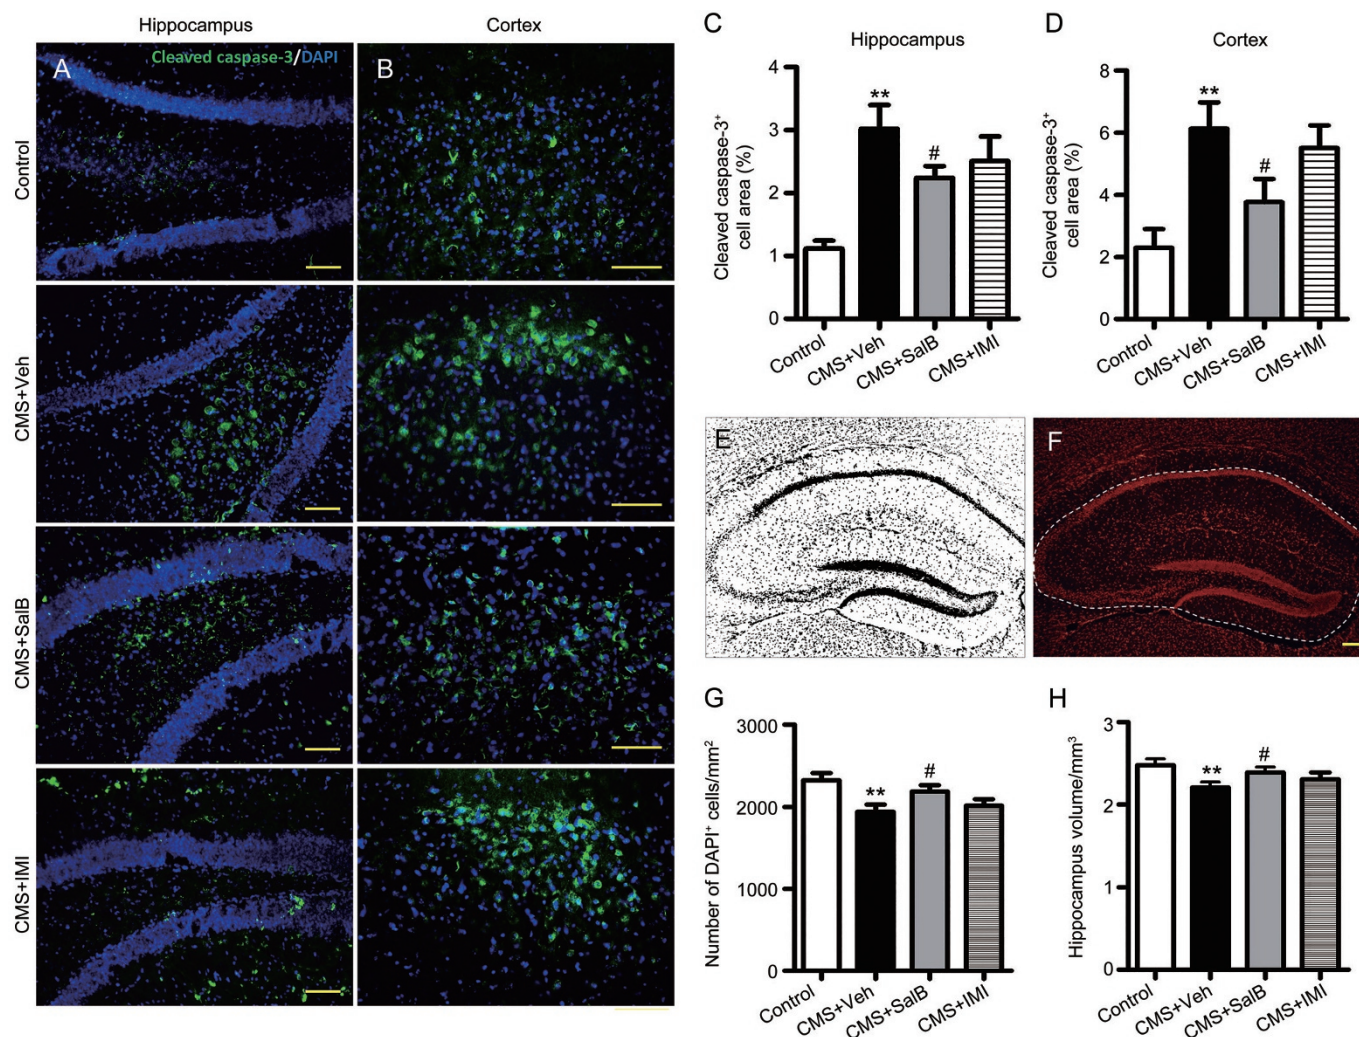 Hippocampus
Cortex
A
Cleaved caspase-3/DAPI
B
Control
CMS+Veh
CMS+SalB
CMS+IMI
C
Hippocampus
Cleaved caspase-3⁺
cell area (%)
4
3
2
1
0
**
#
Control
CMS+Veh
CMS+SalB
CMS+IMI
D
Cortex
Cleaved caspase-3⁺
cell area (%)
8
6
4
2
0
**
#
Control
CMS+Veh
CMS+SalB
CMS+IMI
E
F
G
Number of DAPI⁺ cells/mm²
3000
2000
1000
0
**
#
Control
CMS+Veh
CMS+SalB
CMS+IMI
H
Hippocampus volume/mm³
3
2
1
0
**
#
Control
CMS+Veh
CMS+SalB
CMS+IMI